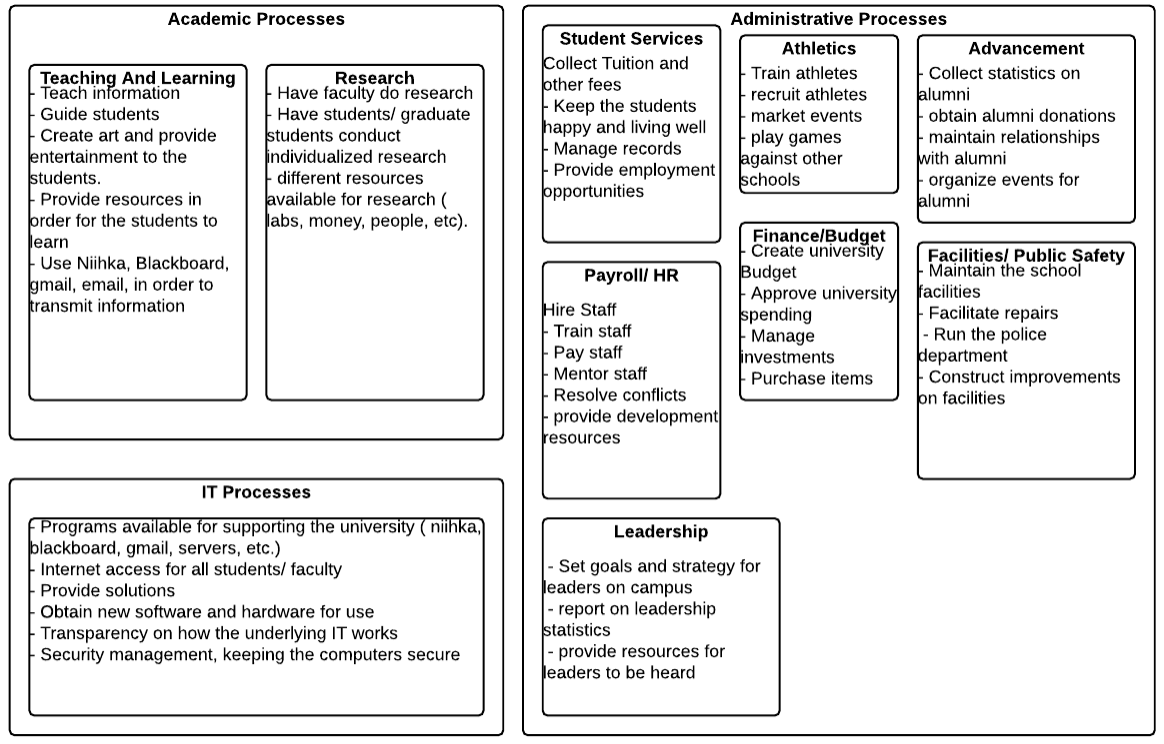 Academic Processes
Teaching And Learning
- Teach information
- Guide students
- Create art and provide
entertainment to the
students.
- Provide resources in
order for the students to
learn
- Use Niihka, Blackboard,
gmail, email, in order to
transmit information
Research
- Have faculty do research
- Have students/ graduate
students conduct
individualized research
- different resources
available for research (
labs, money, people, etc).
IT Processes
- Programs available for supporting the university ( niihka,
blackboard, gmail, servers, etc.)
- Internet access for all students/ faculty
- Provide solutions
- Obtain new software and hardware for use
- Transparency on how the underlying IT works
- Security management, keeping the computers secure
Administrative Processes
Student Services
Collect Tuition and
other fees
- Keep the students
happy and living well
- Manage records
- Provide employment
opportunities
Athletics
- Train athletes
- recruit athletes
- market events
- play games
against other
schools
Advancement
- Collect statistics on
alumni
- obtain alumni donations
- maintain relationships
with alumni
- organize events for
alumni
Payroll/ HR
Hire Staff
- Train staff
- Pay staff
- Mentor staff
- Resolve conflicts
- provide development
resources
Finance/Budget
- Create university
Budget
- Approve university
spending
- Manage
investments
- Purchase items
Facilities/ Public Safety
- Maintain the school
facilities
- Facilitate repairs
- Run the police
department
- Construct improvements
on facilities
Leadership
- Set goals and strategy for
leaders on campus
- report on leadership
statistics
- provide resources for
leaders to be heard